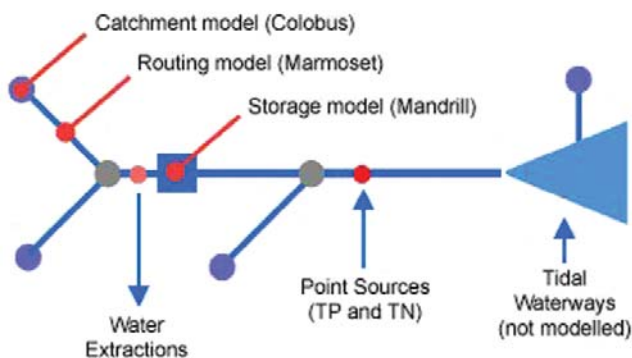 Catchment model (Colobus)
Routing model (Marmoset)
Storage model (Mandrill)
Water
Extractions
Point Sources
(TP and TN)
Tidal
Waterways
(not modelled)